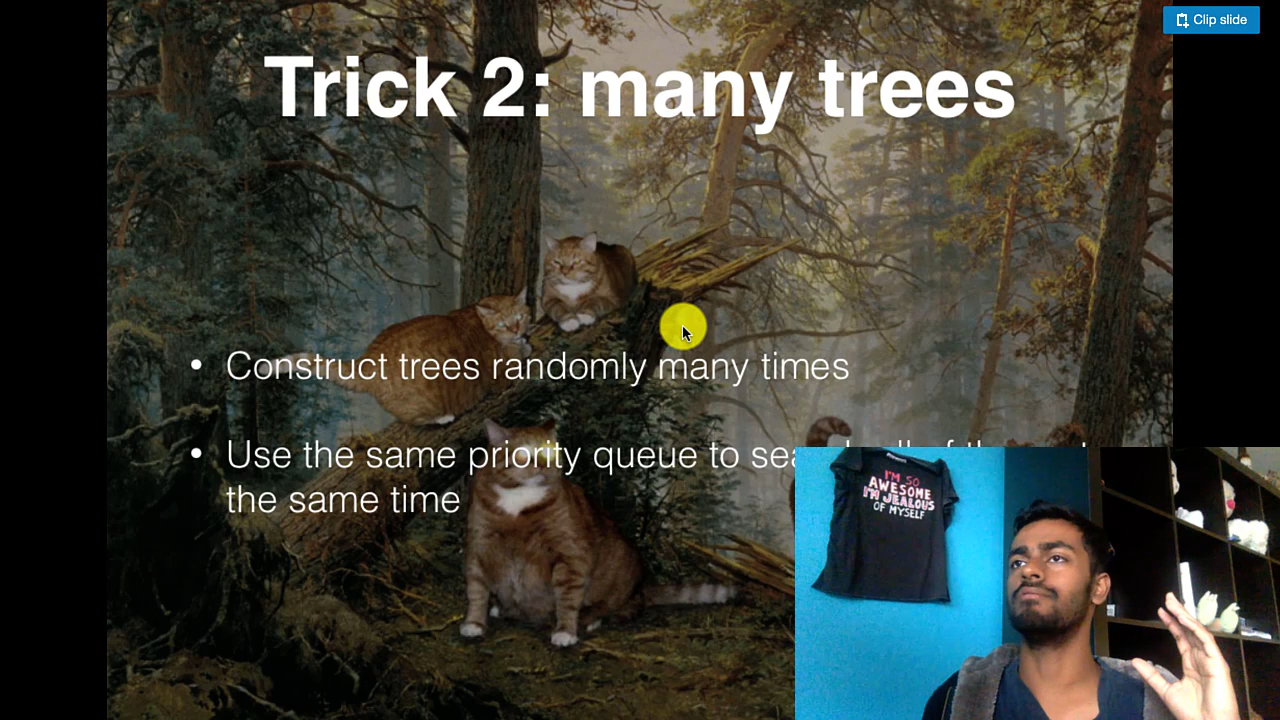 Clip slide
Trick 2: many trees
• Construct trees randomly many times
• Use the same priority queue to
the same time
I'M SO
AWESOME
I'M JEALOUS
OF MYSELF